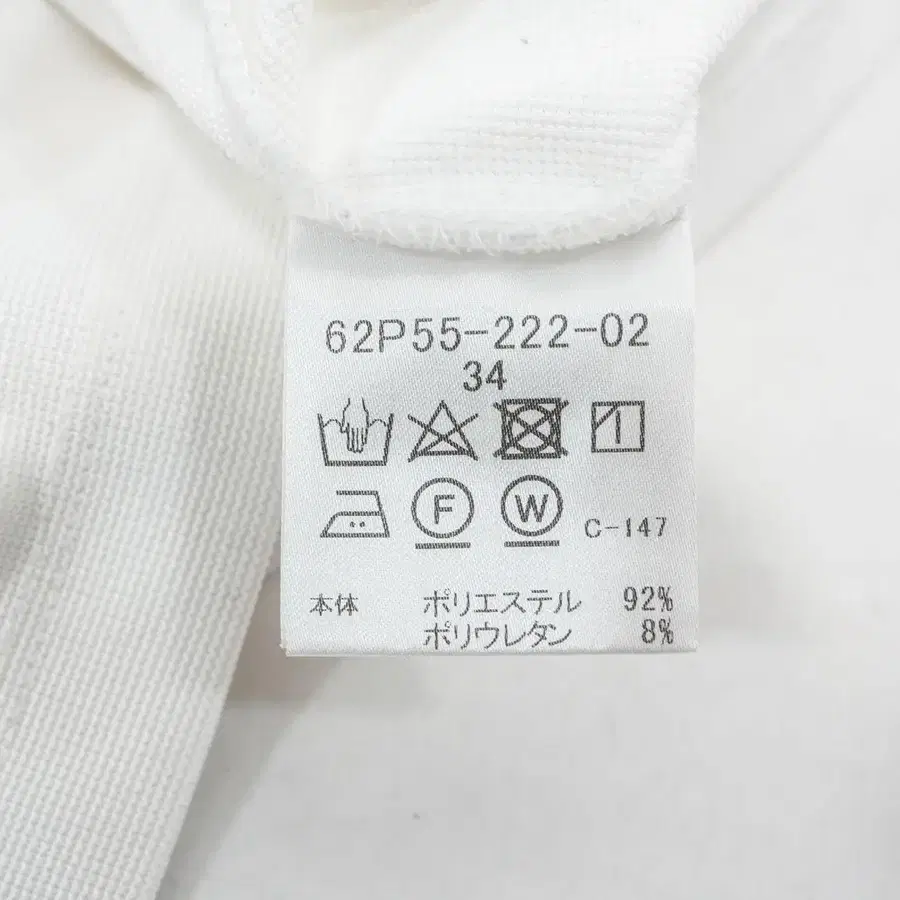 62P55-222-02
34
F W C-147
本体 ポリエステル 92%
ポリウレタン 8%